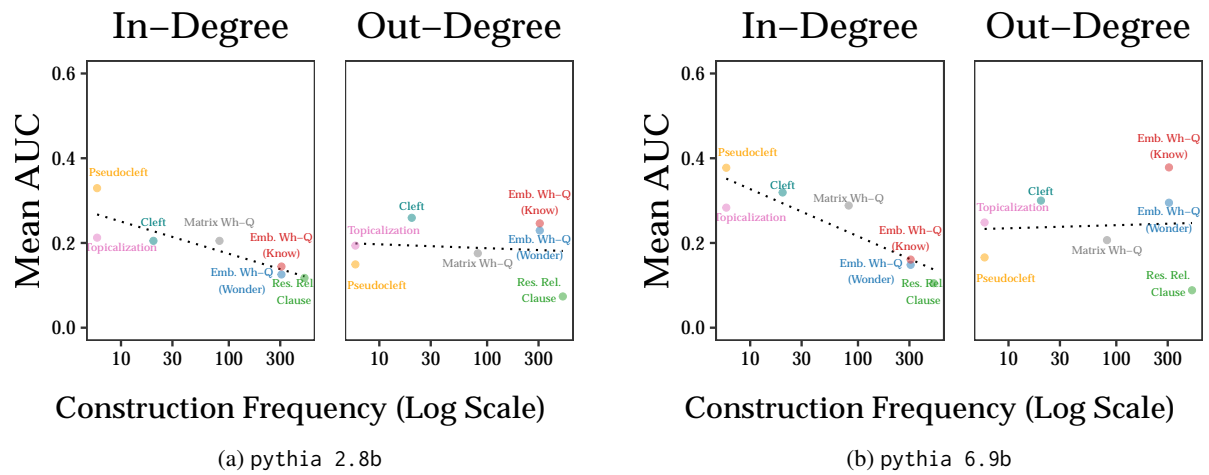 In–Degree
Out–Degree
Mean AUC
0.6
0.4
0.2
0.0
Pseudocleft
Topicalization
Cleft
Matrix Wh–Q
Emb. Wh–Q
(Know)
Emb. Wh–Q
(Wonder)
Res. Rel.
Clause
Topicalization
Pseudocleft
Cleft
Matrix Wh–Q
Emb. Wh–Q
(Know)
Emb. Wh–Q
(Wonder)
Res. Rel.
Clause
10 30 100 300
10 30 100 300
Construction Frequency (Log Scale)
(a) pythia 2.8b
In–Degree
Out–Degree
Mean AUC
0.6
0.4
0.2
0.0
Pseudocleft
Topicalization
Cleft
Matrix Wh–Q
Emb. Wh–Q
(Know)
Emb. Wh–Q
(Wonder)
Res. Rel.
Clause
Topicalization
Pseudocleft
Cleft
Matrix Wh–Q
Emb. Wh–Q
(Know)
Emb. Wh–Q
(Wonder)
Res. Rel.
Clause
10 30 100 300
10 30 100 300
Construction Frequency (Log Scale)
(b) pythia 6.9b